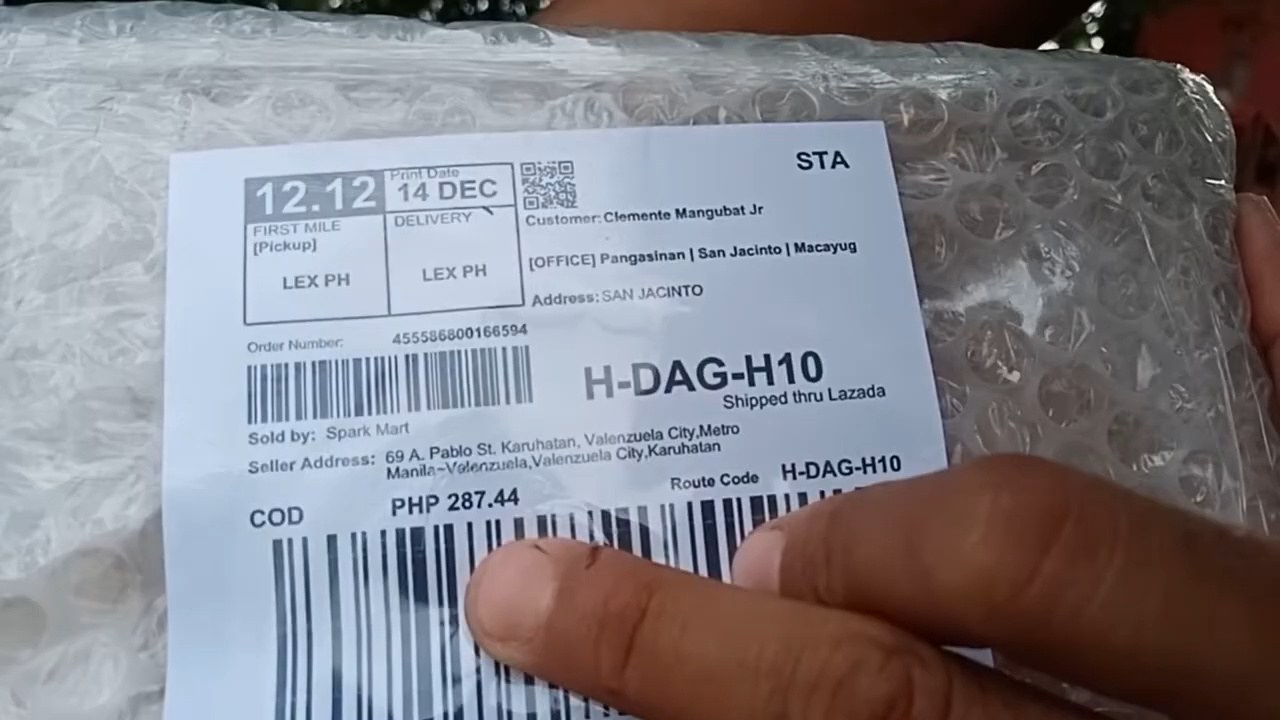 STA
12.12
Print Date
14 DEC
FIRST MILE
[Pickup]
LEX PH
DELIVERY
LEX PH
Customer: Clemente Mangubat Jr
[OFFICE] Pangasinan | San Jacinto | Macayug
Address: SAN JACINTO
Order Number: 455586800166594
H-DAG-H10
Shipped thru Lazada
Sold by: Spark Mart
Seller Address: 69 A. Pablo St. Karuhatan, Valenzuela City,Metro
Manila~Valenzuela,Valenzuela City,Karuhatan
COD PHP 287.44 Route Code H-DAG-H10